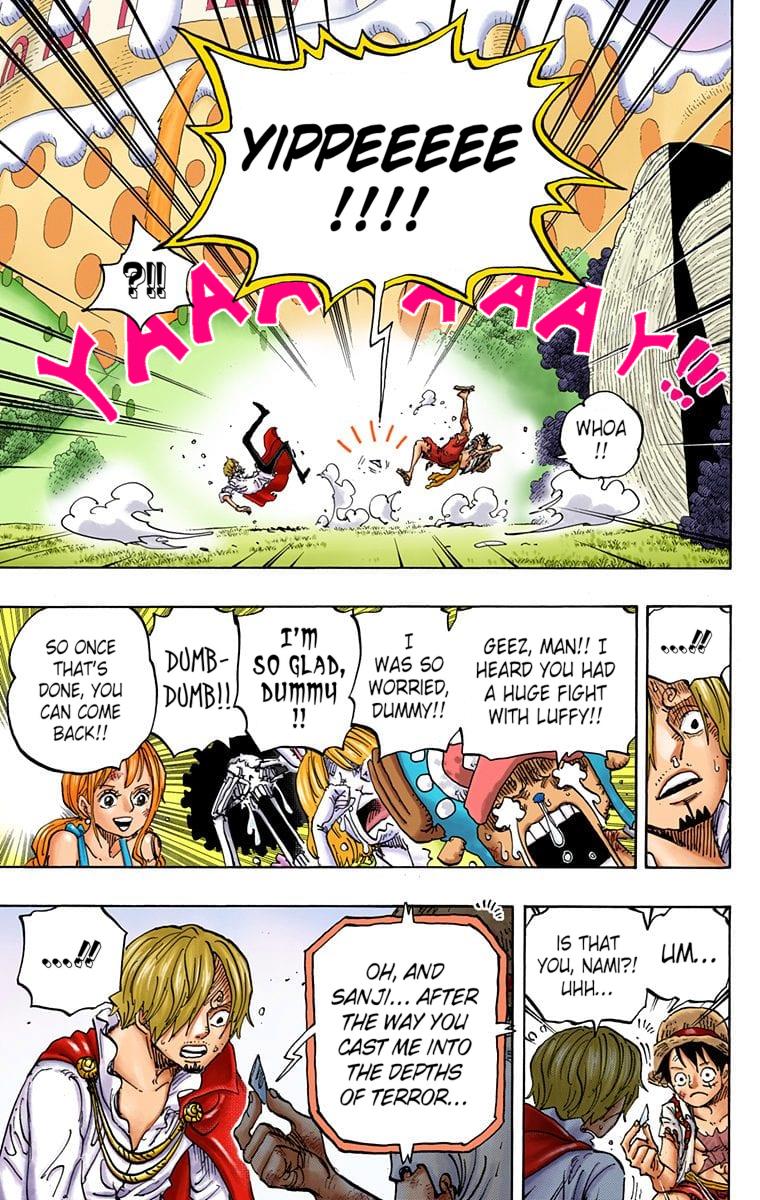 YIPPEEEEE
!!!!
WHOA
!!
?!!
...!!
GEEZ, MAN!! I
HEARD YOU HAD
A HUGE FIGHT
WITH LUFFY!!
I
WAS SO
WORRIED,
DUMMY!!
I'M
SO GLAD,
DUMMY
!!
DUMB-
DUMB!!
SO ONCE
THAT'S
DONE, YOU
CAN COME
BACK!!
UM...
IS THAT
YOU, NAMI?!
UHH...
OH, AND
SANJI... AFTER
THE WAY YOU
CAST ME INTO
THE DEPTHS
OF TERROR...
...!!